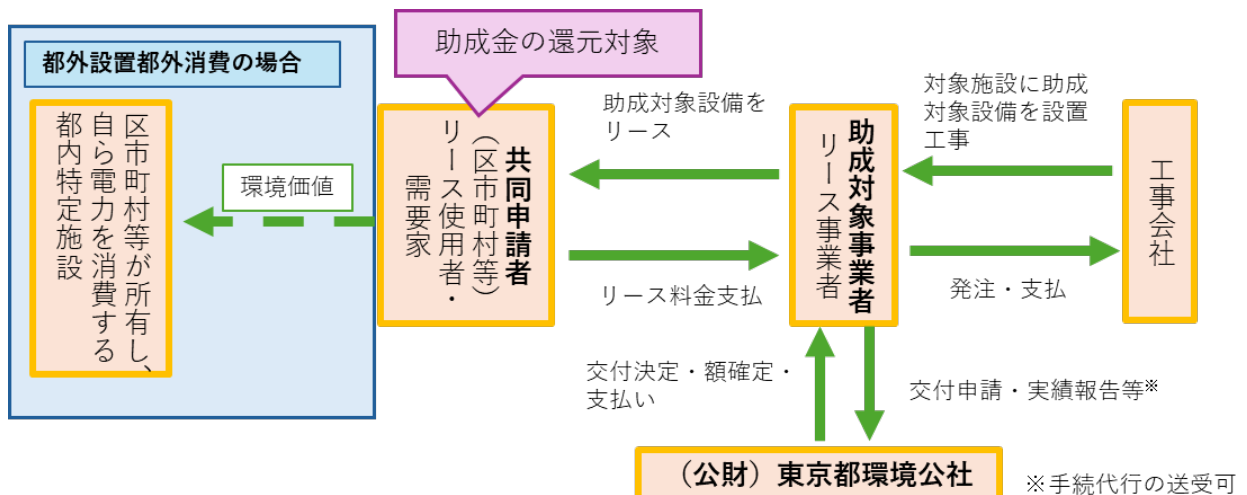 都外設置都外消費の場合
区市町村等が所有し、
自ら電力を消費する
都内特定施設
環境価値
助成金の還元対象
共同申請者
（区市町村等）
リース使用者・
需要家
助成対象設備を
リース
リース料金支払
助成対象事業者
リース事業者
対象施設に助成
対象設備を設置
工事
発注・支払
工事会社
交付決定・額確定・
支払い
交付申請・実績報告等※
（公財）東京都環境公社
※手続代行の送受可